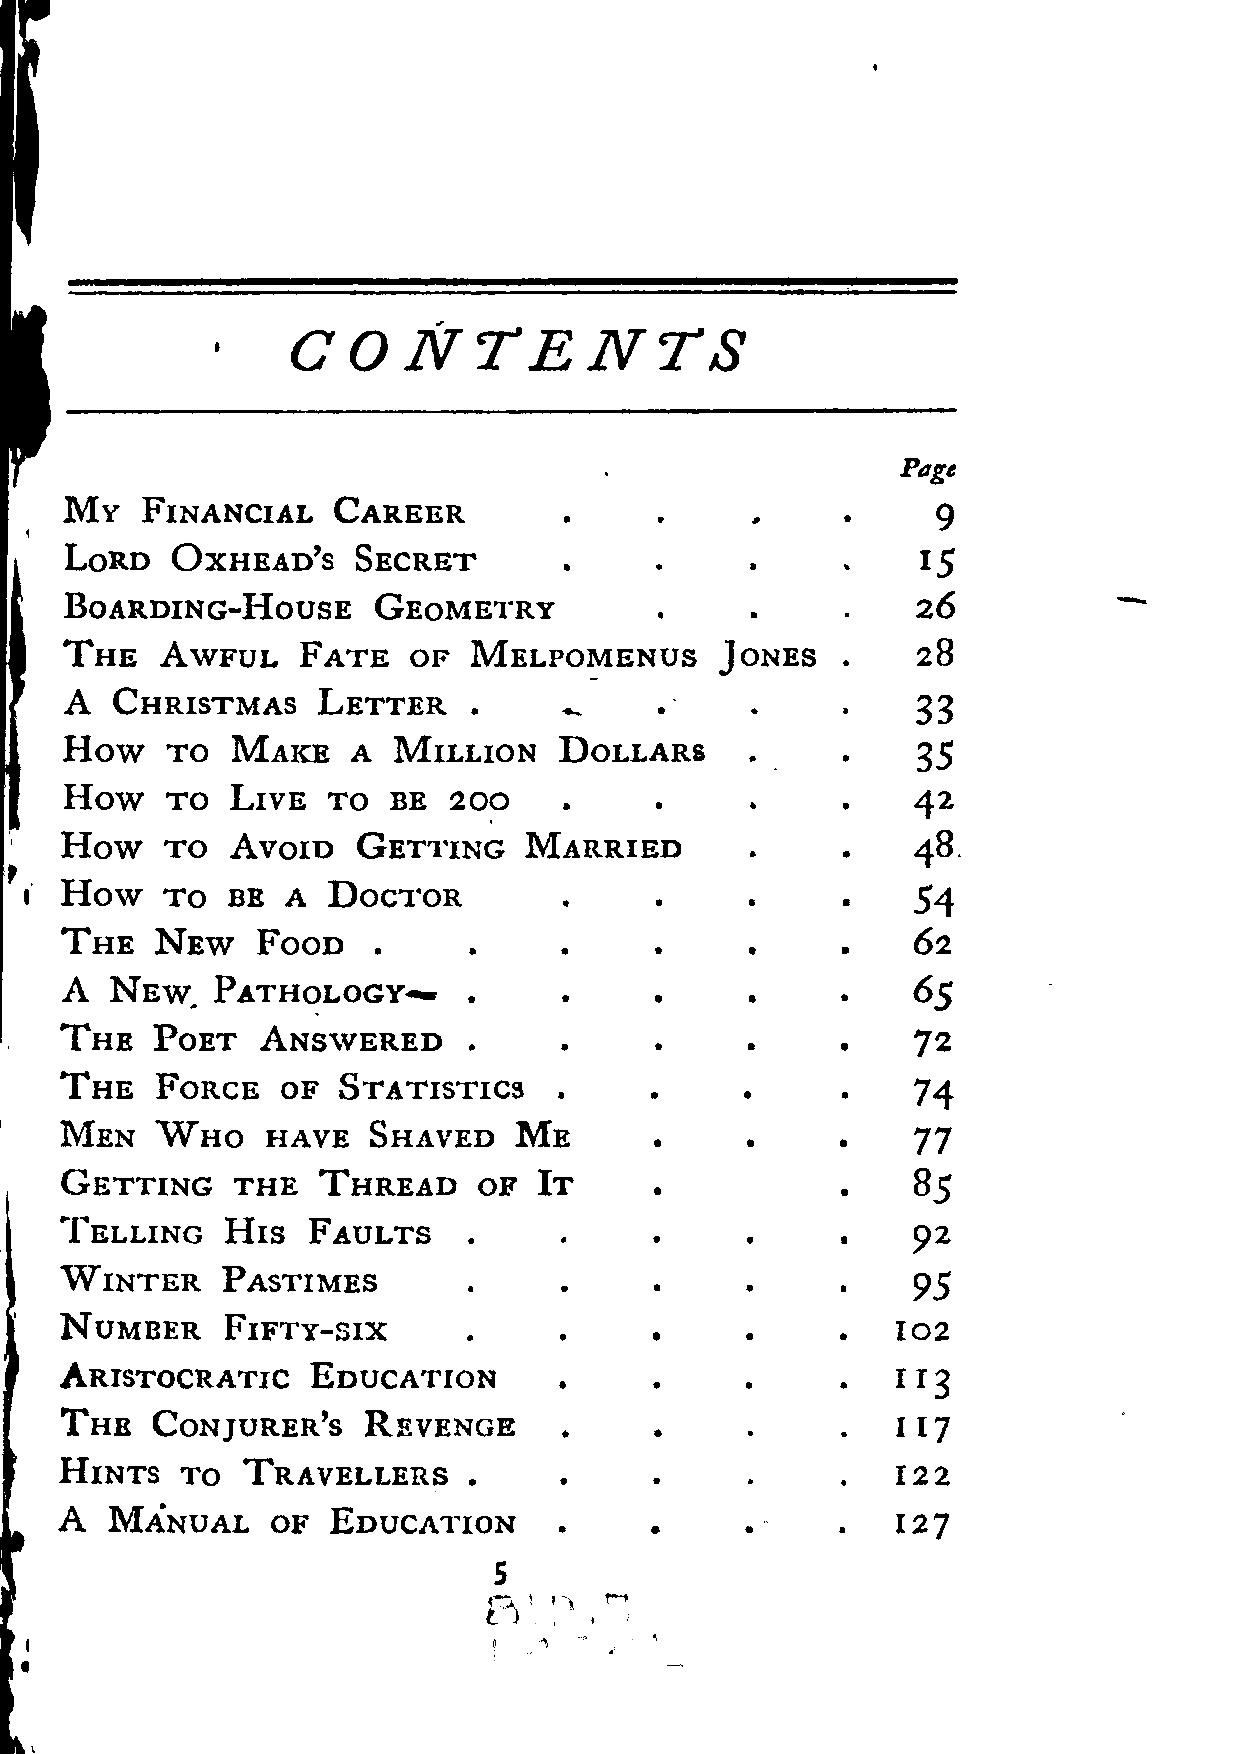 CONTENTS
Page
My Financial Career . . . . 9
Lord Oxhead's Secret . . . . 15
Boarding-House Geometry . . . 26
The Awful Fate of Melpomenus Jones . 28
A Christmas Letter . . . . . 33
How to Make a Million Dollars . . 35
How to Live to be 200 . . . . 42
How to Avoid Getting Married . . 48
How to be a Doctor . . . . 54
The New Food . . . . . . 62
A New Pathology . . . . . 65
The Poet Answered . . . . . 72
The Force of Statistics . . . . 74
Men Who have Shaved Me . . . 77
Getting the Thread of It . . 85
Telling His Faults . . . . . 92
Winter Pastimes . . . . . 95
Number Fifty-six . . . . . 102
Aristocratic Education . . . . 113
The Conjurer's Revenge . . . . 117
Hints to Travellers . . . . . 122
A Manual of Education . . . . 127
5